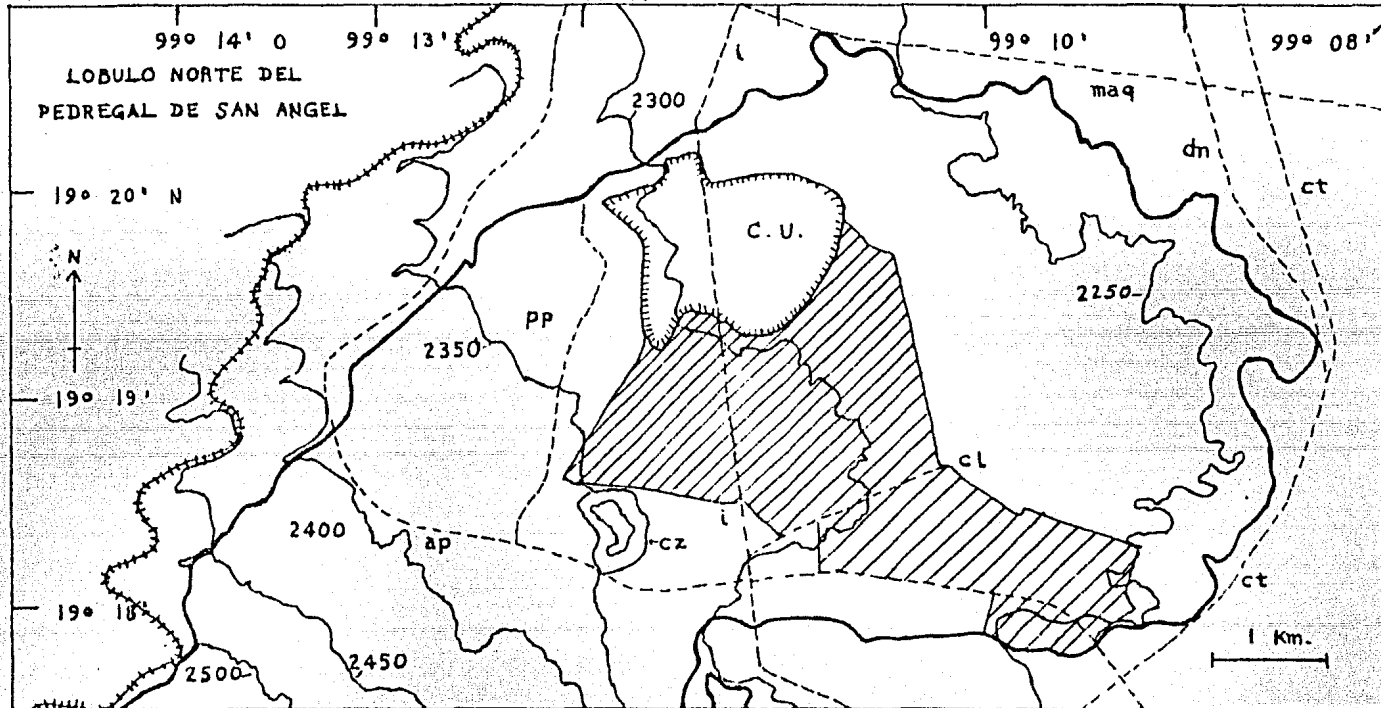 99° 14' O
99° 13'
99° 10'
99° 08'
LOBULO NORTE DEL
PEDREGAL DE SAN ANGEL
2300
maq
dn
ct
19° 20' N
C.U.
N
2250
pp
2350
19° 19'
cl
2400
ap
cz
ct
19° 18'
1 Km.
2500
2450